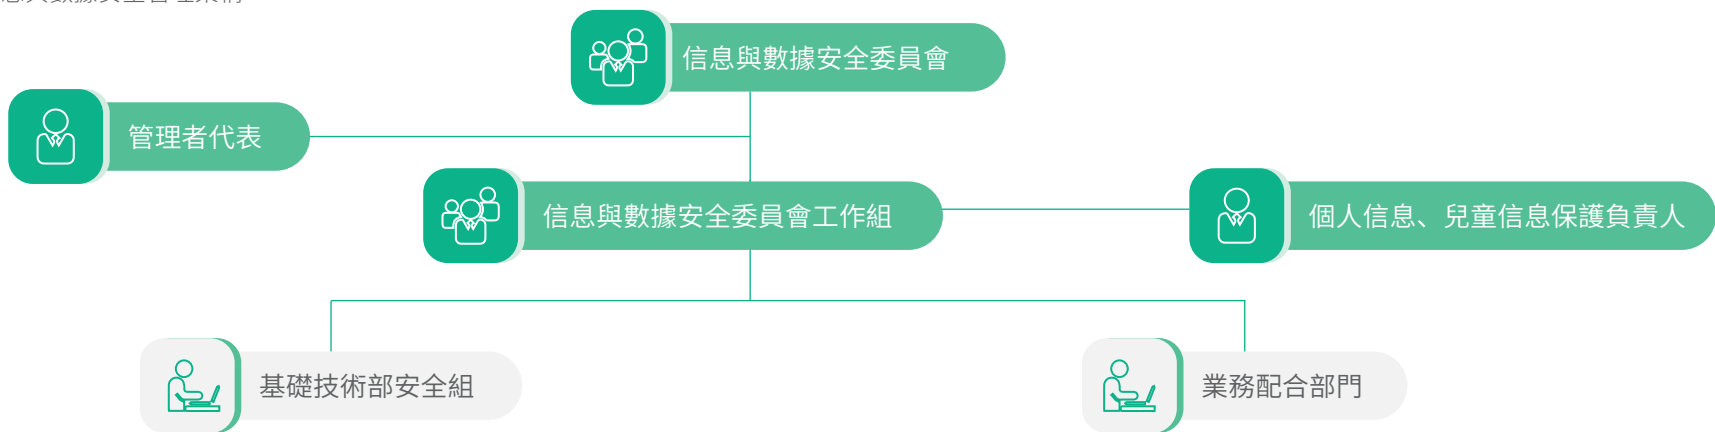 信息與數據安全委員會
管理者代表
信息與數據安全委員會工作組
個人信息、兒童信息保護負責人
基礎技術部安全組
業務配合部門